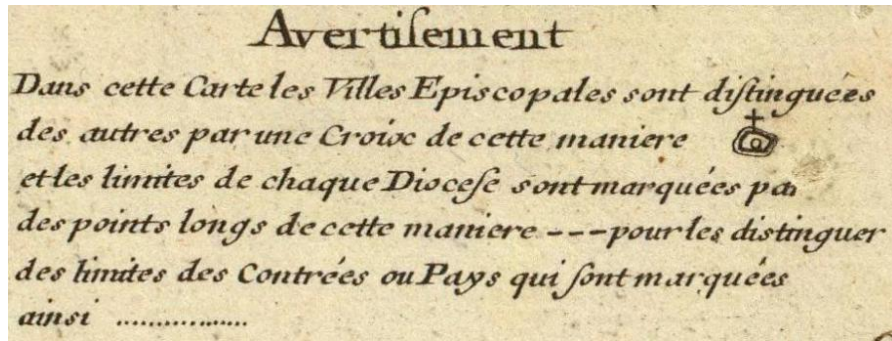 Avertiſement
Dans cette Carte les Villes Episcopales sont diſtinguées
des autres par une Croix de cette maniere
et les limites de chaque Dioceſe sont marquées pa
des points longs de cette maniere --- pour les distinguer
des limites des Contrées ou Pays qui ſont marquées
ainsi ................